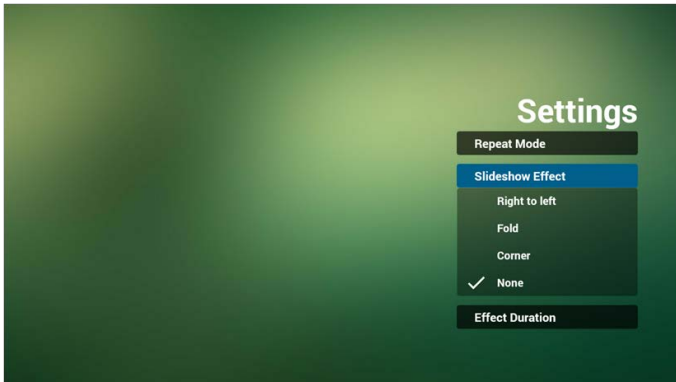 Settings
Repeat Mode
Slideshow Effect
Right to left
Fold
Corner
None
Effect Duration